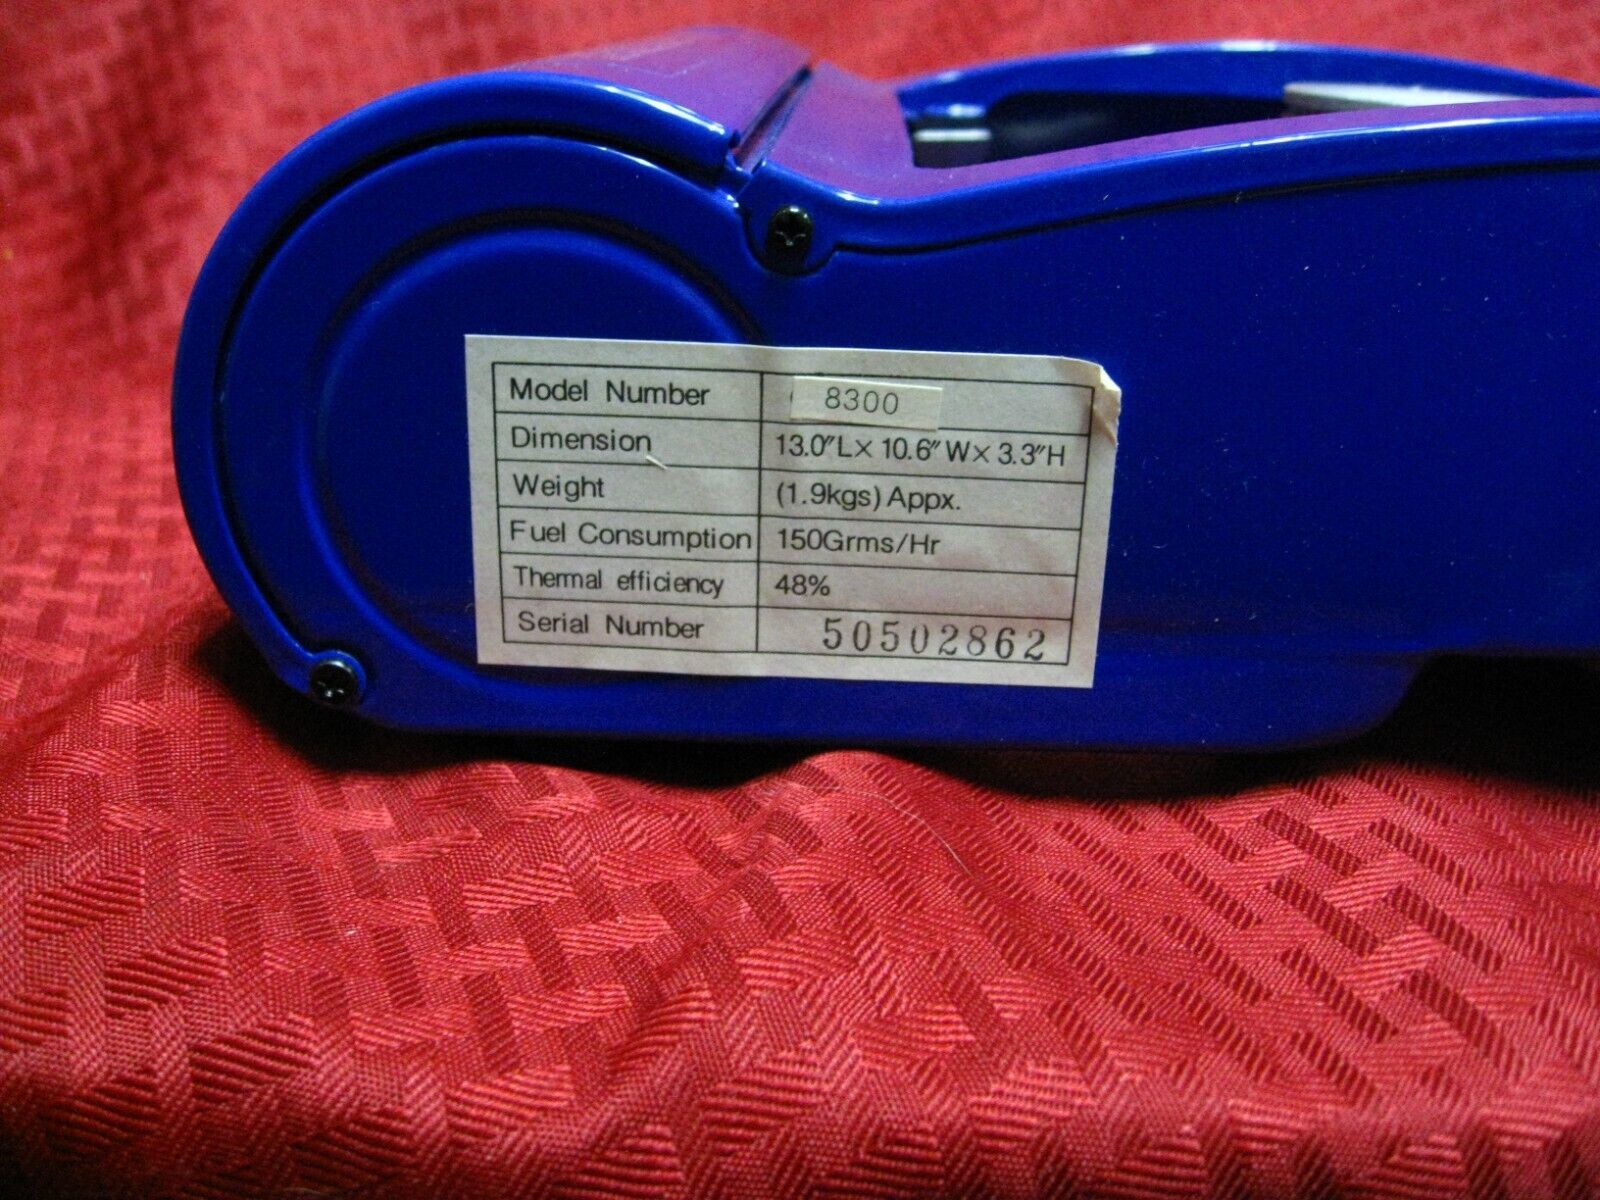 Model Number 8300
Dimension 13.0"L× 10.6"W× 3.3"H
Weight (1.9kgs) Appx.
Fuel Consumption 150Grms/Hr
Thermal efficiency 48%
Serial Number 50502862